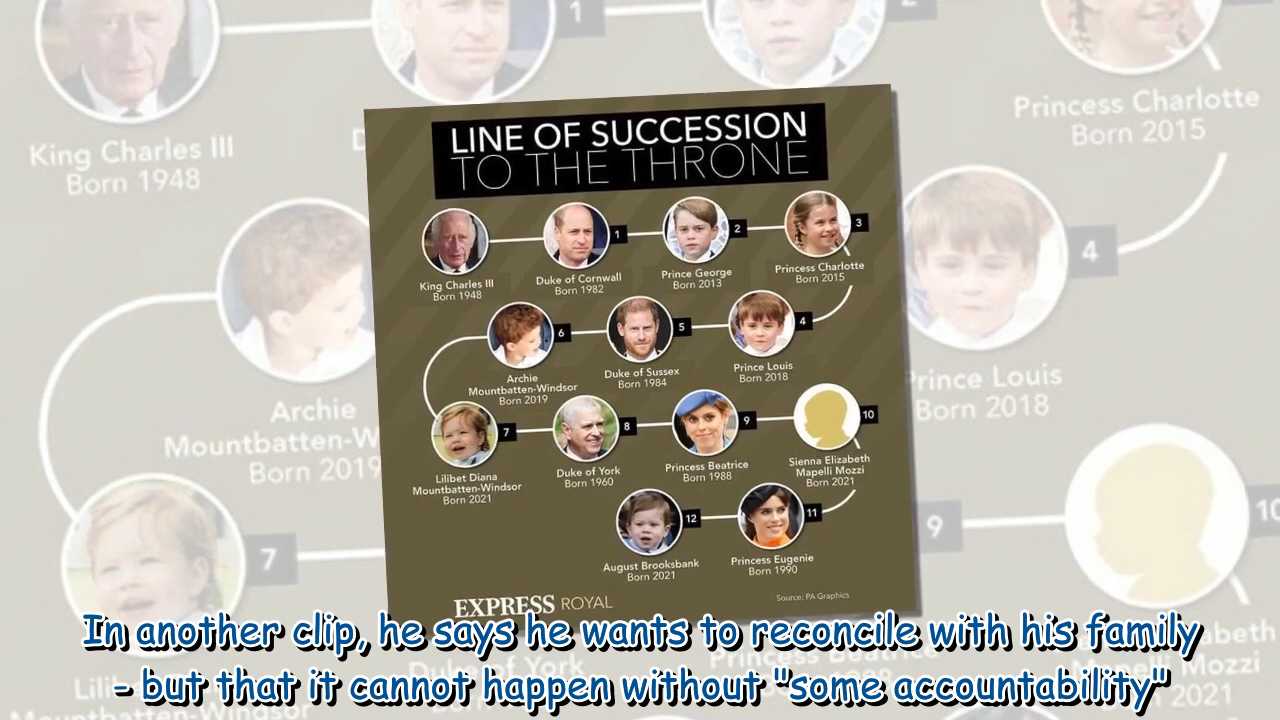 LINE OF SUCCESSION
TO THE THRONE
1
2
3
King Charles III
Born 1948
Duke of Cornwall
Born 1982
Prince George
Born 2013
Princess Charlotte
Born 2015
6
5
4
Archie
Mountbatten-Windsor
Born 2019
Duke of Sussex
Born 1984
Prince Louis
Born 2018
7
8
9
10
Lilibet Diana
Mountbatten-Windsor
Born 2021
Duke of York
Born 1960
Princess Beatrice
Born 1988
Sienna Elizabeth
Mapelli Mozzi
Born 2021
12
11
August Brooksbank
Born 2021
Princess Eugenie
Born 1990
EXPRESS ROYAL
Source: PA Graphics
1
King Charles III
Born 1948
Princess Charlotte
Born 2015
4
Archie
Mountbatten-W
Born 2019
Prince Louis
Born 2018
7
9
10
In another clip, he says he wants to reconcile with his family
- but that it cannot happen without "some accountability"